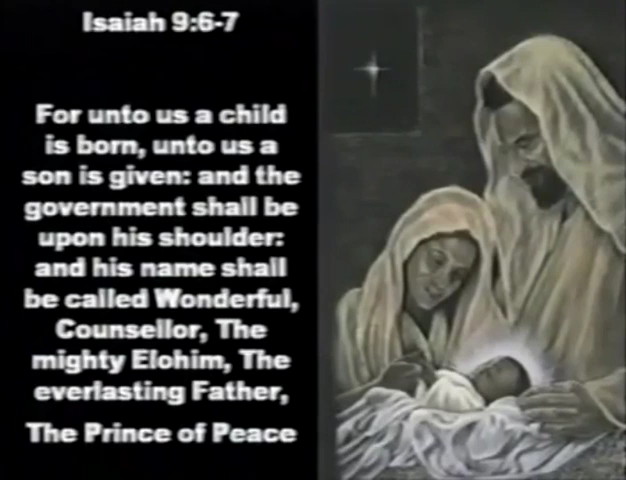 Isaiah 9:6-7
For unto us a child
is born, unto us a
son is given: and the
government shall be
upon his shoulder:
and his name shall
be called Wonderful,
Counsellor, The
mighty Elohim, The
everlasting Father,
The Prince of Peace